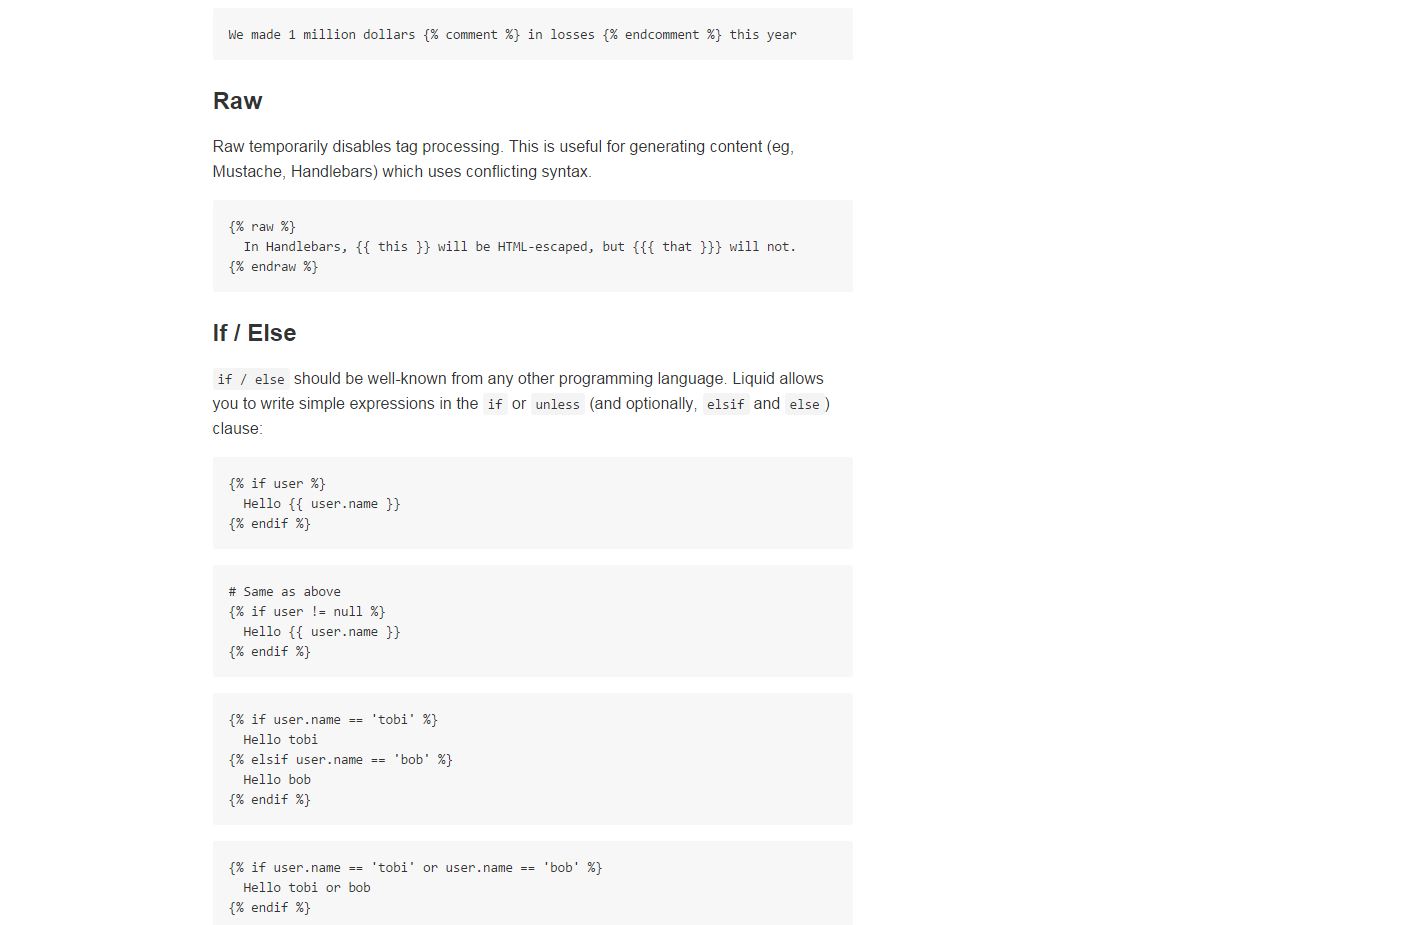 We made 1 million dollars {% comment %} in losses {% endcomment %} this year
Raw
Raw temporarily disables tag processing. This is useful for generating content (eg,
Mustache, Handlebars) which uses conflicting syntax.
{% raw %}
  In Handlebars, {{ this }} will be HTML-escaped, but {{{ that }}} will not.
{% endraw %}
If / Else
if / else should be well-known from any other programming language. Liquid allows
you to write simple expressions in the if or unless (and optionally, elsif and else )
clause:
{% if user %}
  Hello {{ user.name }}
{% endif %}
# Same as above
{% if user != null %}
  Hello {{ user.name }}
{% endif %}
{% if user.name == 'tobi' %}
  Hello tobi
{% elsif user.name == 'bob' %}
  Hello bob
{% endif %}
{% if user.name == 'tobi' or user.name == 'bob' %}
  Hello tobi or bob
{% endif %}